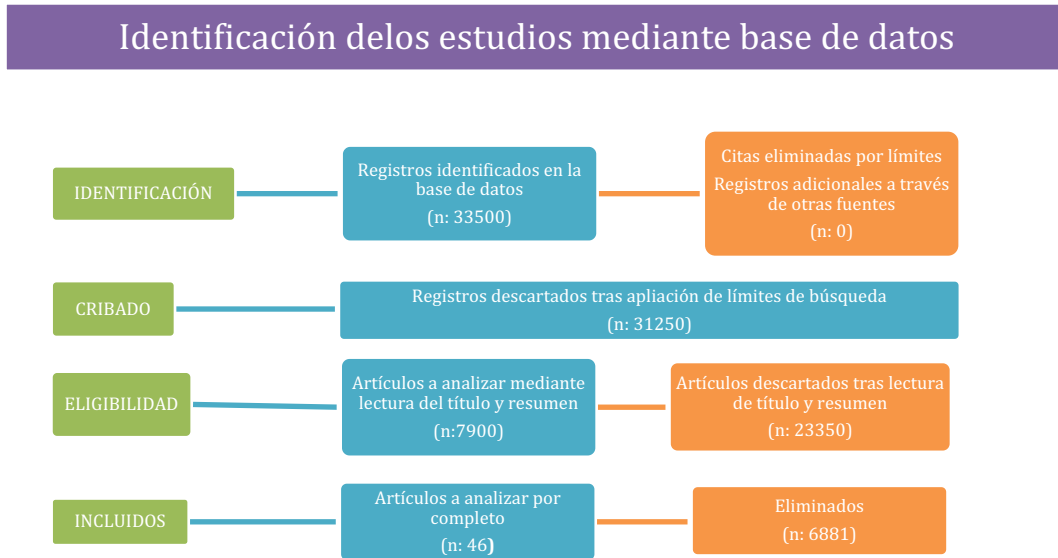 Identificación delos estudios mediante base de datos
IDENTIFICACIÓN
Registros identificados en la
base de datos
(n: 33500)
Citas eliminadas por límites
Registros adicionales a través
de otras fuentes
(n: 0)
CRIBADO
Registros descartados tras apliación de límites de búsqueda
(n: 31250)
ELIGIBILIDAD
Artículos a analizar mediante
lectura del título y resumen
(n:7900)
Artículos descartados tras lectura
de título y resumen
(n: 23350)
INCLUIDOS
Artículos a analizar por
completo
(n: 46)
Eliminados
(n: 6881)